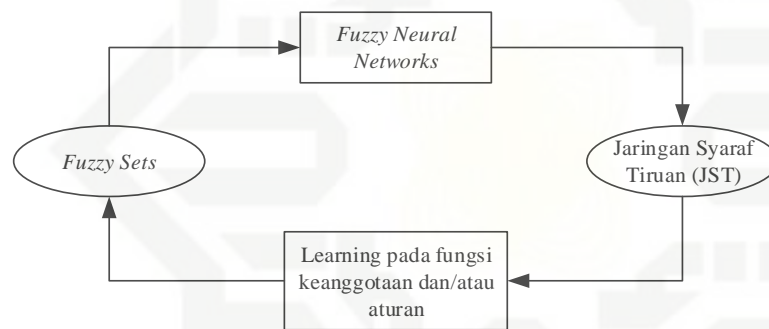 Fuzzy Neural
Networks
Fuzzy Sets
Jaringan Syaraf
Tiruan (JST)
Learning pada fungsi
keanggotaan dan/atau
aturan